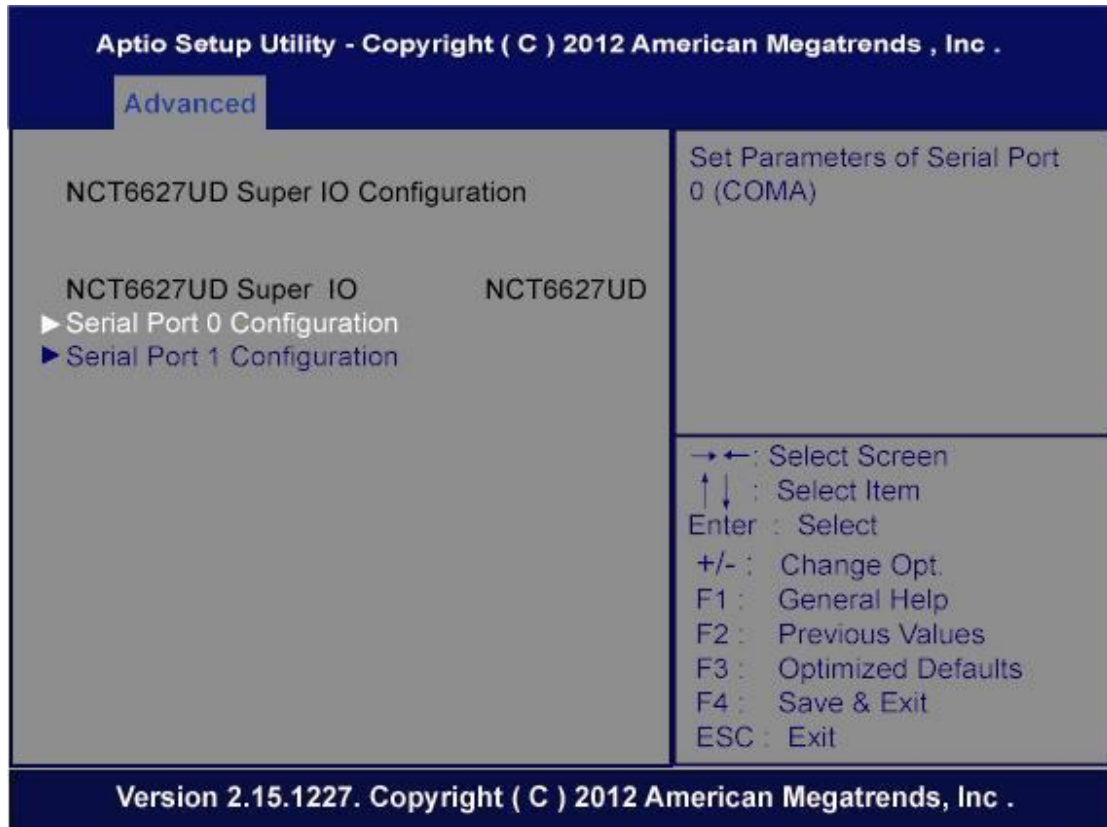 Aptio Setup Utility - Copyright ( C ) 2012 American Megatrends , Inc .
Advanced
NCT6627UD Super IO Configuration
NCT6627UD Super IO NCT6627UD
▶Serial Port 0 Configuration
▶Serial Port 1 Configuration
Set Parameters of Serial Port
0 (COMA)
→←: Select Screen
↑↓ : Select Item
Enter : Select
+/- : Change Opt.
F1 : General Help
F2 : Previous Values
F3 : Optimized Defaults
F4 : Save & Exit
ESC : Exit
Version 2.15.1227. Copyright ( C ) 2012 American Megatrends, Inc .